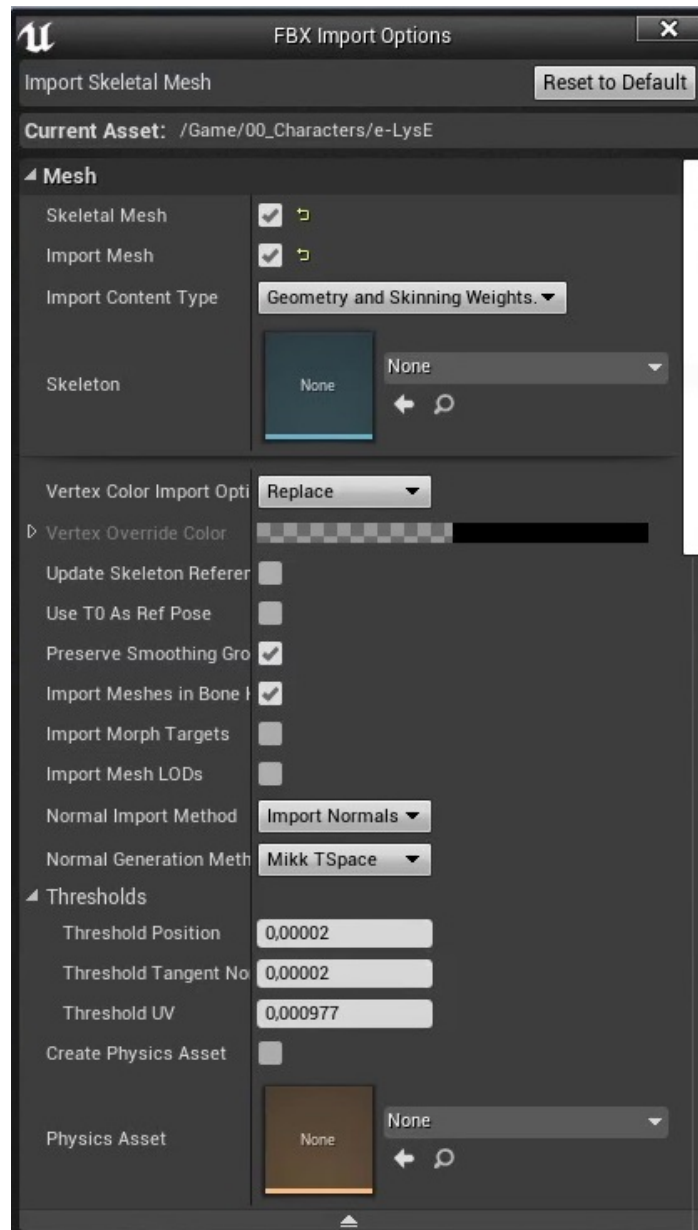 FBX Import Options
Import Skeletal Mesh Reset to Default
Current Asset: /Game/00_Characters/e-LysE
Mesh
Skeletal Mesh
Import Mesh
Import Content Type Geometry and Skinning Weights.
Skeleton None None
Vertex Color Import Opti Replace
Vertex Override Color
Update Skeleton Referen
Use T0 As Ref Pose
Preserve Smoothing Gro
Import Meshes in Bone H
Import Morph Targets
Import Mesh LODs
Normal Import Method Import Normals
Normal Generation Meth Mikk TSpace
Thresholds
Threshold Position 0,00002
Threshold Tangent No 0,00002
Threshold UV 0,000977
Create Physics Asset
Physics Asset None None